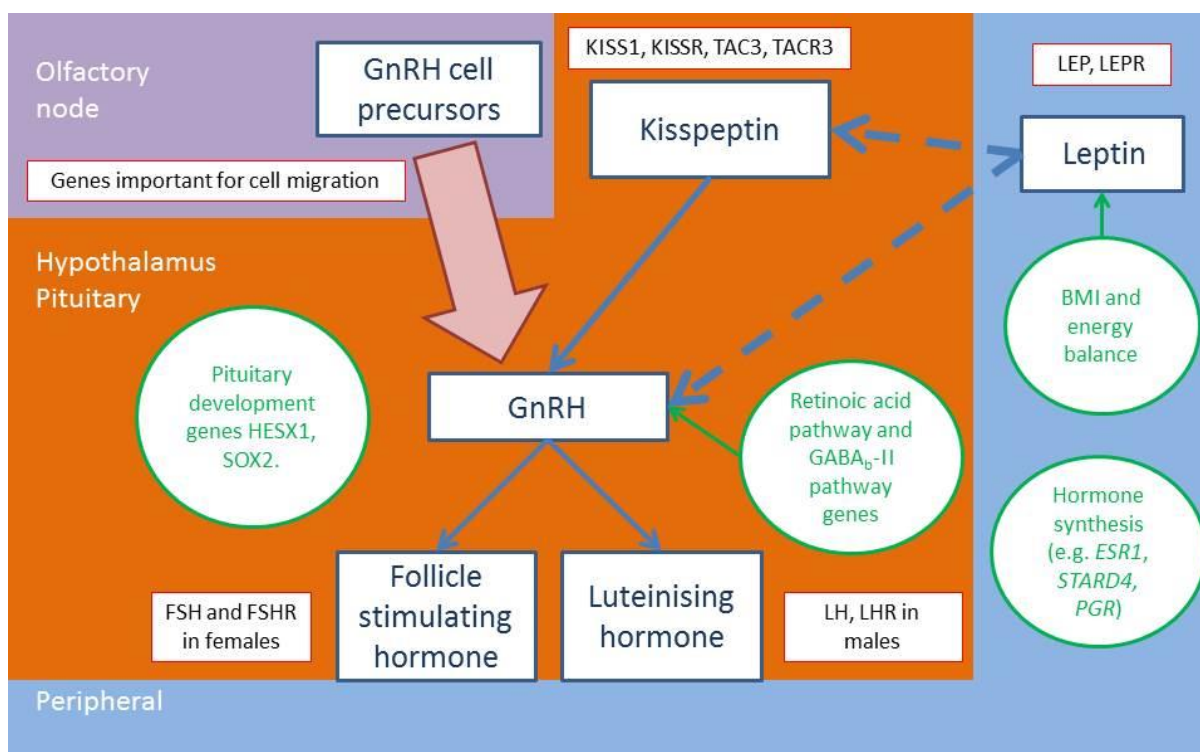 Olfactory
node
GnRH cell
precursors
Genes important for cell migration
KISS1, KISSR, TAC3, TACR3
Kisspeptin
LEP, LEPR
Leptin
Hypothalamus
Pituitary
BMI and
energy
balance
Pituitary
development
genes HESX1,
SOX2.
GnRH
Retinoic acid
pathway and
GABAb-II
pathway
genes
Hormone
synthesis
(e.g. ESR1,
STARD4,
PGR)
FSH and FSHR
in females
Follicle
stimulating
hormone
Luteinising
hormone
LH, LHR in
males
Peripheral